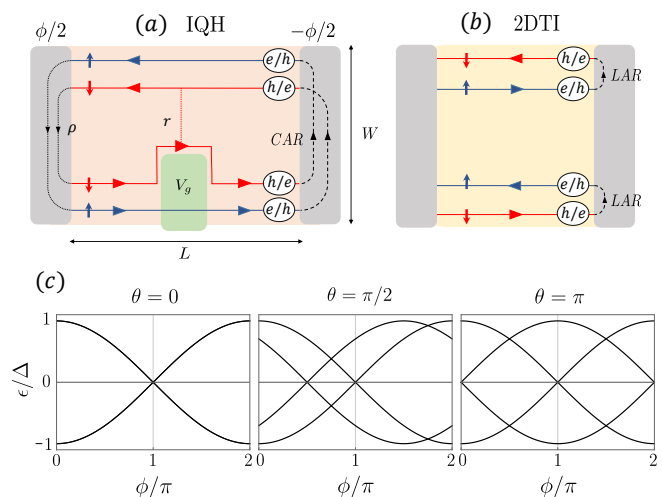 (a)
(b)
ϕ/2
IQH
−ϕ/2
2DTI
e/h
h/e
h/e
LAR
e/h
ρ
r
CAR
W
V_g
h/e
e/h
e/h
h/e
LAR
L
(c)
θ = 0
θ = π/2
θ = π
ϵ/Δ
1
0
-1
0
1
2
0
1
2
0
1
2
ϕ/π
ϕ/π
ϕ/π